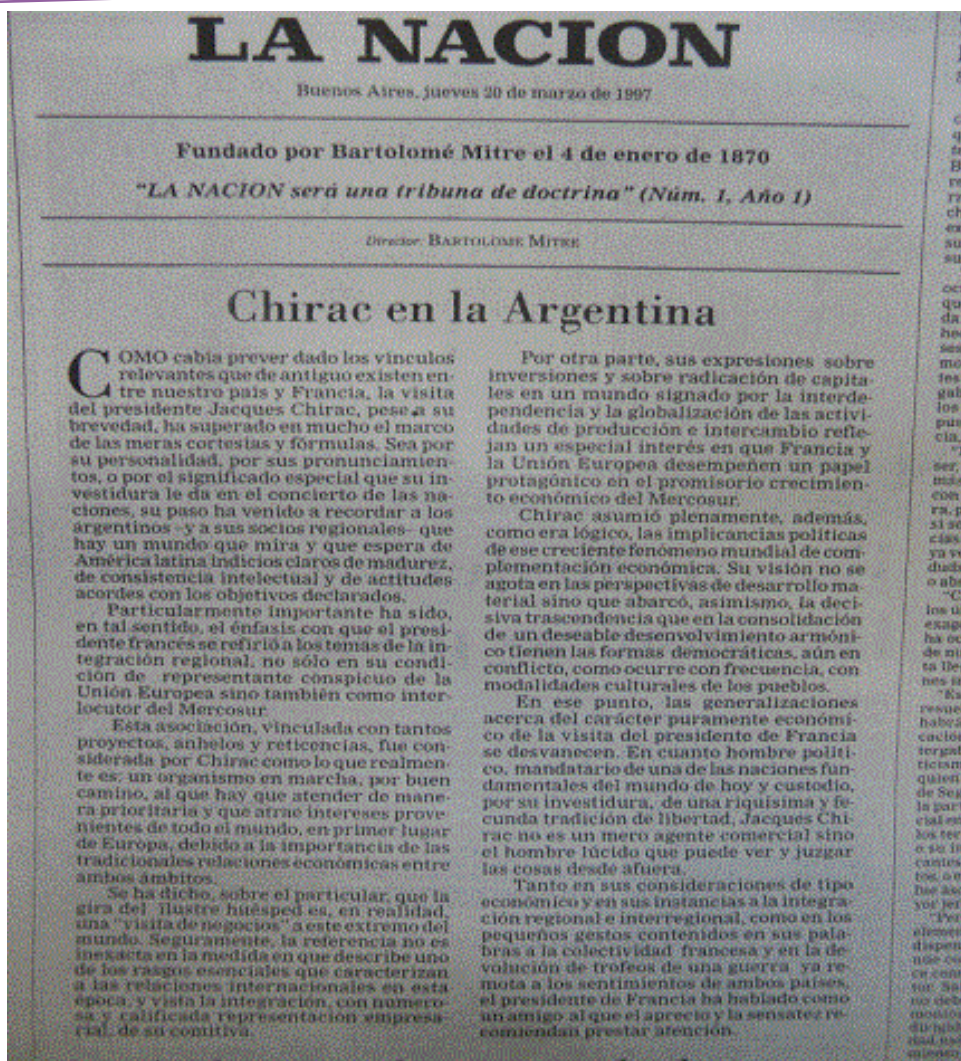 LA NACION
Buenos Aires, jueves 20 de marzo de 1997
Fundado por Bartolomé Mitre el 4 de enero de 1870
"LA NACION será una tribuna de doctrina" (Núm. 1, Año 1)
Director: BARTOLOME MITRE
Chirac en la Argentina
COMO cabía prever dado los vínculos
relevantes que de antiguo existen en-
tre nuestro país y Francia, la visita
del presidente Jacques Chirac, pese a su
brevedad, ha superado en mucho el marco
de las meras cortesías y fórmulas. Sea por
su personalidad, por sus pronunciamien-
tos, o por el significado especial que su in-
vestidura le da en el concierto de las na-
ciones, su paso ha venido a recordar a los
argentinos -y a sus socios regionales- que
hay un mundo que mira y que espera de
América latina indicios claros de madurez,
de consistencia intelectual y de actitudes
acordes con los objetivos declarados.
Particularmente importante ha sido,
en tal sentido, el énfasis con que el presi-
dente francés se refirió a los temas de la in-
tegración regional, no sólo en su condi-
ción de representante conspicuo de la
Unión Europea sino también como inter-
locutor del Mercosur.
Esta asociación, vinculada con tantos
proyectos, anhelos y reticencias, fue con-
siderada por Chirac como lo que realmen-
te es: un organismo en marcha, por buen
camino, al que hay que atender de mane-
ra prioritaria y que atrae intereses prove-
nientes de todo el mundo, en primer lugar
de Europa, debido a la importancia de las
tradicionales relaciones económicas entre
ambos ámbitos.
Se ha dicho, sobre el particular, que la
gira del ilustre huésped es, en realidad,
una "visita de negocios" a este extremo del
mundo. Seguramente, la referencia no es
inexacta en la medida en que describe uno
de los rasgos esenciales que caracterizan
a las relaciones internacionales en esta
época, y vista la integración, con numero-
sa y calificada representación empresa-
rial, de su comitiva.
Por otra parte, sus expresiones sobre
inversiones y sobre radicación de capita-
les en un mundo signado por la interde-
pendencia y la globalización de las activi-
dades de producción e intercambio refle-
jan un especial interés en que Francia y
la Unión Europea desempeñen un papel
protagónico en el promisorio crecimien-
to económico del Mercosur.
Chirac asumió plenamente, además,
como era lógico, las implicancias políticas
de ese creciente fenómeno mundial de com-
plementación económica. Su visión no se
agota en las perspectivas de desarrollo ma-
terial sino que abarcó, asimismo, la deci-
siva trascendencia que en la consolidación
de un deseable desenvolvimiento armóni-
co tienen las formas democráticas, aún en
conflicto, como ocurre con frecuencia, con
modalidades culturales de los pueblos.
En ese punto, las generalizaciones
acerca del carácter puramente económi-
co de la visita del presidente de Francia
se desvanecen. En cuanto hombre políti-
co, mandatario de una de las naciones fun-
damentales del mundo de hoy y custodio,
por su investidura, de una riquísima y fe-
cunda tradición de libertad, Jacques Chi-
rac no es un mero agente comercial sino
el hombre lúcido que puede ver y juzgar
las cosas desde afuera.
Tanto en sus consideraciones de tipo
económico y en sus instancias a la integra-
ción regional e interregional, como en los
pequeños gestos contenidos en sus pala-
bras a la colectividad francesa y en la de-
volución de trofeos de una guerra ya re-
mota a los sentimientos de ambos países,
el presidente de Francia ha hablado como
un amigo al que el aprecio y la sensatez re-
comiendan prestar atención.